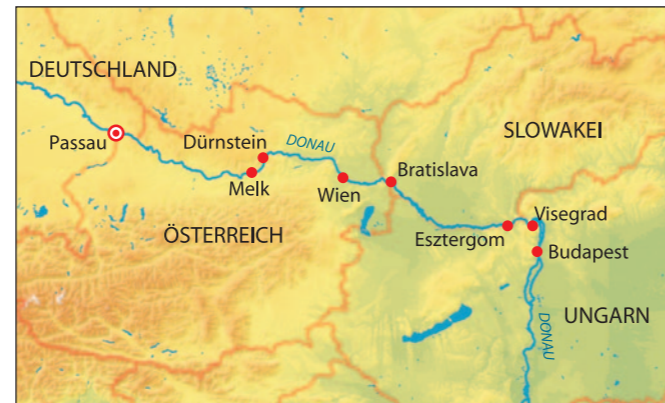 DEUTSCHLAND
Passau
Dürnstein
DONAU
Melk
Wien
Bratislava
SLOWAKEI
ÖSTERREICH
Esztergom
Visegrad
Budapest
UNGARN
DONAU